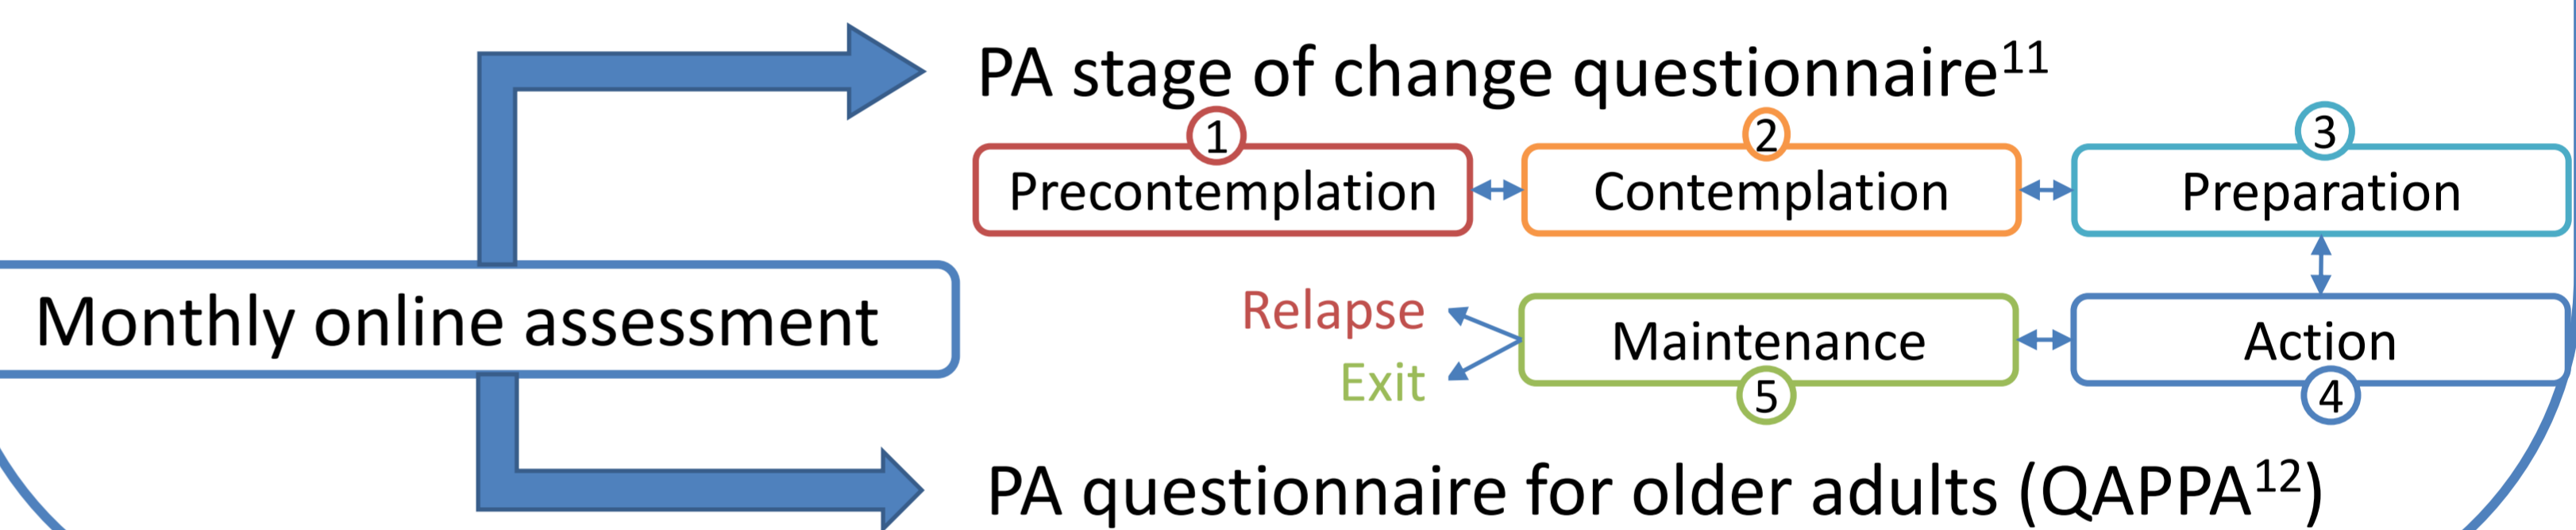 PA stage of change questionnaire¹¹
1
2
3
Precontemplation
Contemplation
Preparation
Monthly online assessment
Relapse
Exit
Maintenance
Action
5
4
PA questionnaire for older adults (QAPPA¹²)